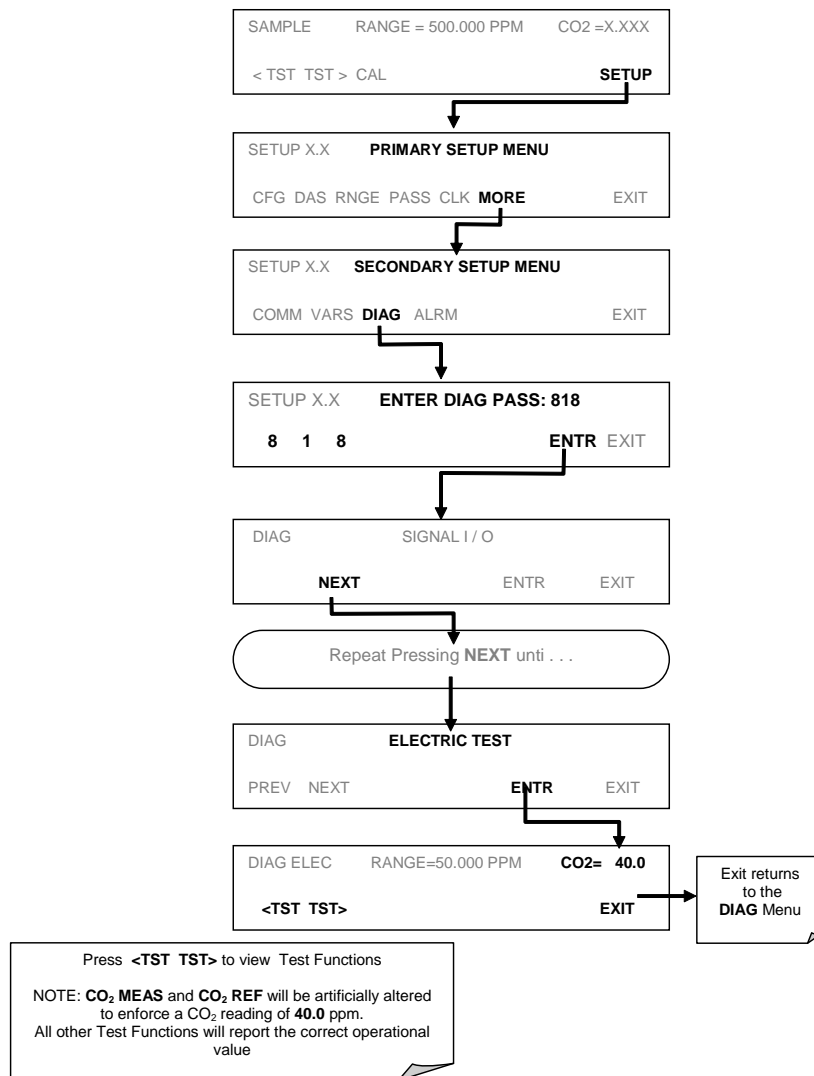 SAMPLE RANGE = 500.000 PPM CO2 =X.XXX
< TST TST > CAL SETUP
SETUP X.X PRIMARY SETUP MENU
CFG DAS RNGE PASS CLK MORE EXIT
SETUP X.X SECONDARY SETUP MENU
COMM VARS DIAG ALRM EXIT
SETUP X.X ENTER DIAG PASS: 818
8 1 8 ENTR EXIT
DIAG SIGNAL I / O
NEXT ENTR EXIT
Repeat Pressing NEXT unti . . .
DIAG ELECTRIC TEST
PREV NEXT ENTR EXIT
DIAG ELEC RANGE=50.000 PPM CO2= 40.0
<TST TST> EXIT
Exit returns
to the
DIAG Menu
Press <TST TST> to view Test Functions
NOTE: CO₂ MEAS and CO₂ REF will be artificially altered
to enforce a CO₂ reading of 40.0 ppm.
All other Test Functions will report the correct operational
value